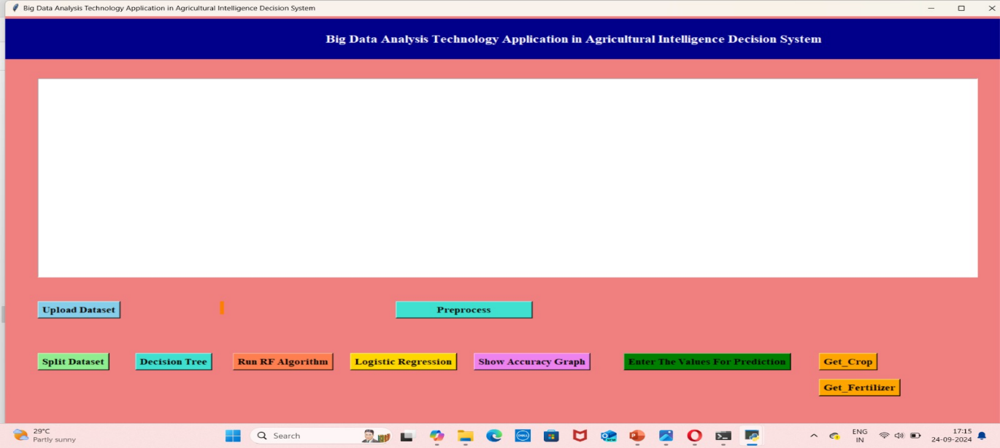 Big Data Analysis Technology Application in Agricultural Intelligence Decision System
Big Data Analysis Technology Application in Agricultural Intelligence Decision System
Upload Dataset
Preprocess
Split Dataset
Decision Tree
Run RF Algorithm
Logistic Regression
Show Accuracy Graph
Enter The Values For Prediction
Get_Crop
Get_Fertilizer
29°C
Partly sunny
Search
DELL
NEW
ENG
IN
17:15
24-09-2024